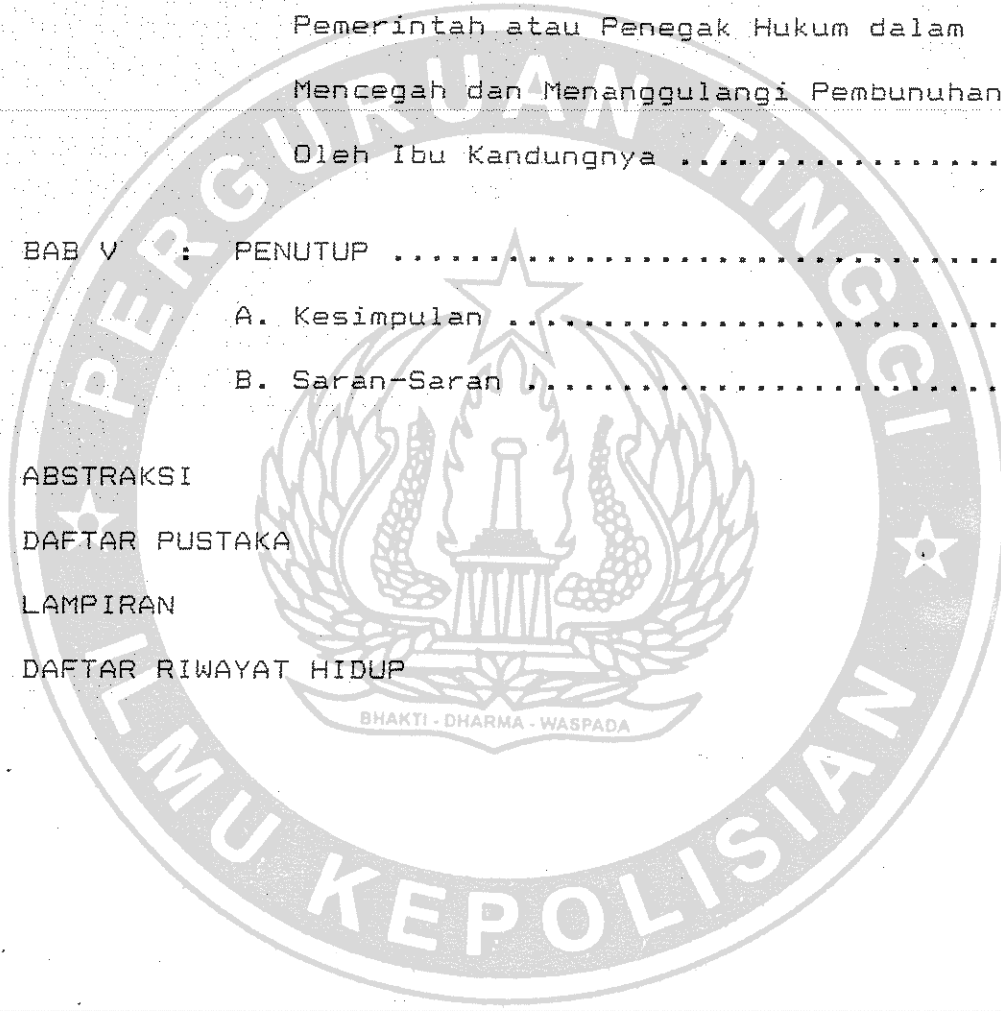 Pemerintah atau Penegak Hukum dalam
Mencegah dan Menanggulangi Pembunuhan
Oleh Ibu Kandungnya .................
BAB V : PENUTUP ................................
A. Kesimpulan ..........................
B. Saran-Saran .........................
ABSTRAKSI
DAFTAR PUSTAKA
LAMPIRAN
DAFTAR RIWAYAT HIDUP
PERGURUAN TINGGI
ILMU KEPOLISIAN
BHAKTI - DHARMA - WASPADA